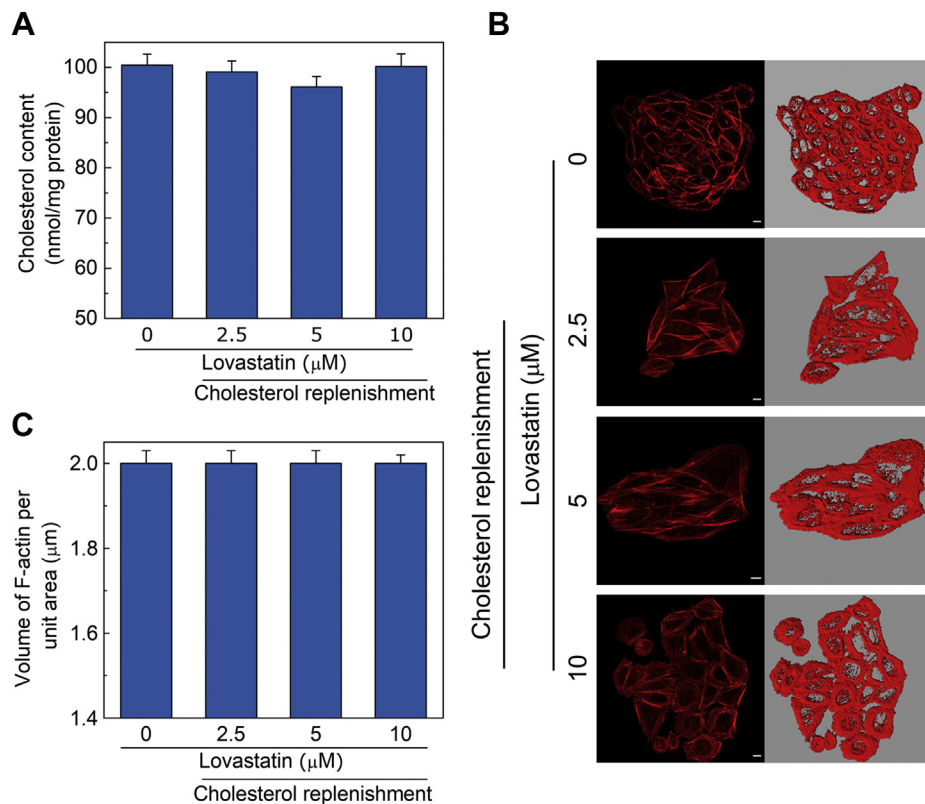 A
Cholesterol content
(nmol/mg protein)
100
90
80
70
60
50
0 2.5 5 10
Lovastatin (μM)
Cholesterol replenishment
B
Cholesterol replenishment
Lovastatin (μM)
0
2.5
5
10
C
Volume of F-actin per
unit area (μm)
2.0
1.8
1.6
1.4
0 2.5 5 10
Lovastatin (μM)
Cholesterol replenishment